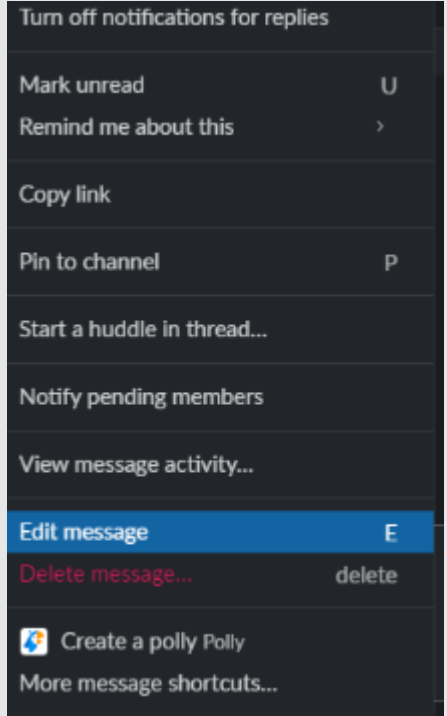 Turn off notifications for replies
Mark unread U
Remind me about this >
Copy link
Pin to channel P
Start a huddle in thread...
Notify pending members
View message activity...
Edit message E
Delete message... delete
Create a polly Polly
More message shortcuts...